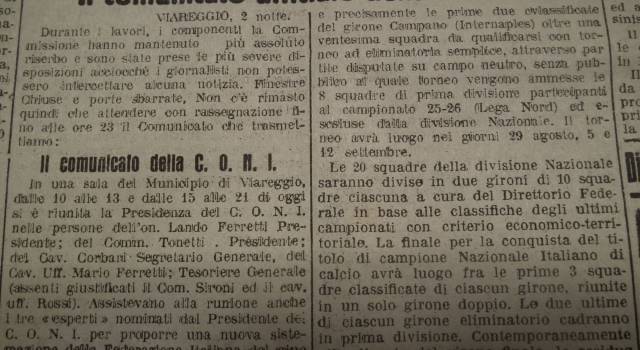 VIAREGGIO, 2 notte.
Durante i lavori, i componenti la Com-
missione hanno mantenuto più assoluto
riserbo e sono state prese le più severe di-
sposizioni acciocchè i giornalisti non potes-
sero intercettare alcuna notizia. Finestre
Chiuse e porte sbarrate, Non c'è rimasto
quindi che attendere con rassegnazione fi-
no alle ore 23 il Comunicato che trasmet-
tiamo:
Il comunicato della C. O. N. I.
In una sala del Municipio di Viareggio,
dalle 10 alle 13 e dalle 15 alle 21 di oggi
si è riunita la Presidenza del C. O. N. I.
nelle persone dell'on. Lando Ferretti Pre-
sidente; del Comm. Tonetti . Presidente;
del Cav. Corbari Segretario Generale, del
Cav. Uff. Mario Ferretti; Tesoriere Generale
(assenti giustificati il Com. Sironi ed il cav.
uff. Rossi). Assistevano alla runione anche
i tre «esperti» nominati dal Presidente del
C. O. N. I. per proporre una nuova siste-
e precisamente le prime due
del girone Campano (Internaples) oltre una
ventesima squadra da qualificarsi con tor-
neo ad eliminatoria semplice, attraverso par-
tite disputate su campo neutro, senza pub-
blico al quale torneo vengono ammesse le
8 squadre di prima divisione partecipanti
al campionato 25-26 (Lega Nord) ed e-
scluse dalla divisione Nazionale. Il tor-
neo avrà luogo nei giorni 29 agosto, 5 e
12 settembre.
Le 20 squadre della divisione Nazionale
saranno divise in due gironi di 10 squa-
dre ciascuna a cura del Direttorio Fede-
rale in base alle classifiche degli ultimi
campionati con criterio economico-terri-
toriale. La finale per la conquista del ti-
tolo di campione Nazionale Italiano di
calcio avrà luogo fra le prime 3 squa-
dre classificate di ciascun girone, riunite
in un solo girone doppio. Le due ultime
di ciascun girone eliminatorio cadranno
in prima divisione. Contemporaneamente